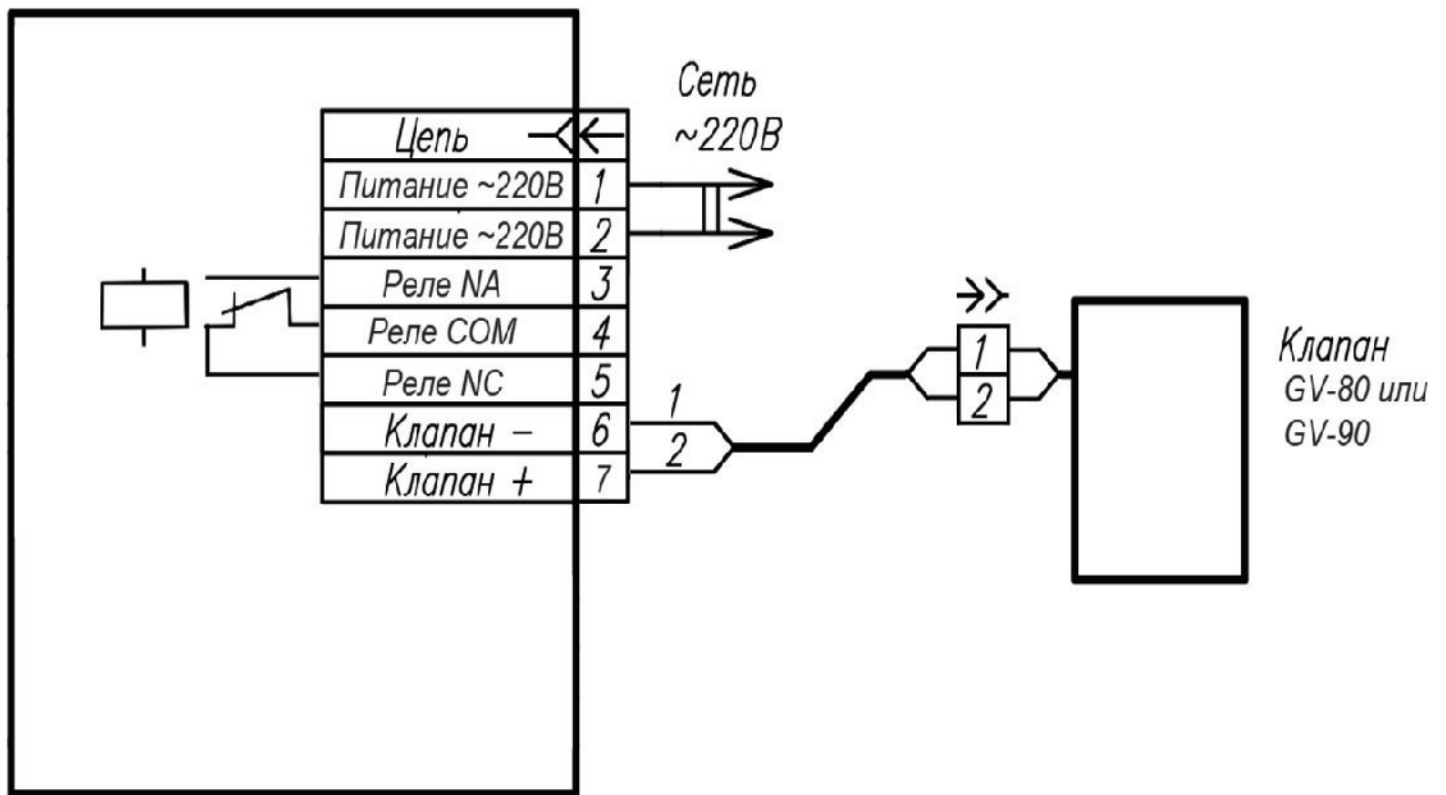 Сеть
~220В
Цепь
Питание ~220В 1
Питание ~220В 2
Реле NA 3
Реле COM 4
Реле NC 5
Клапан – 6
Клапан + 7
1
2
1
2
Клапан
GV-80 или
GV-90